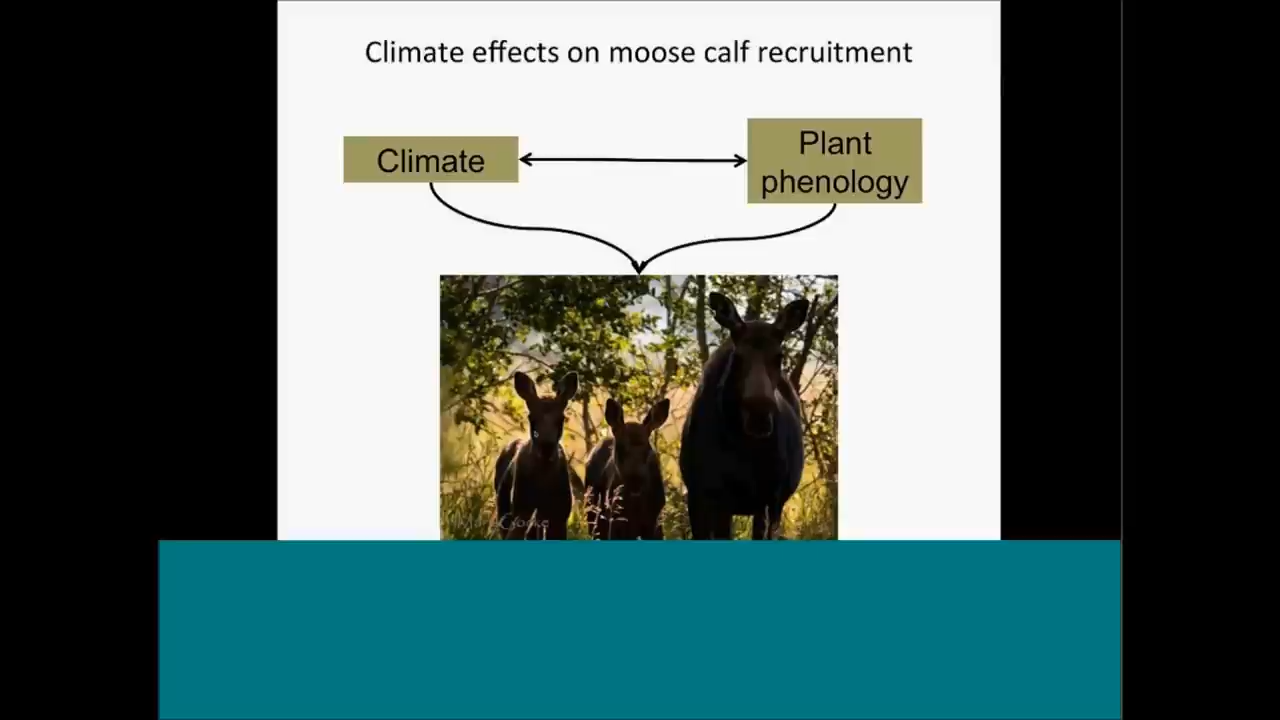 Climate effects on moose calf recruitment
Climate
Plant
phenology